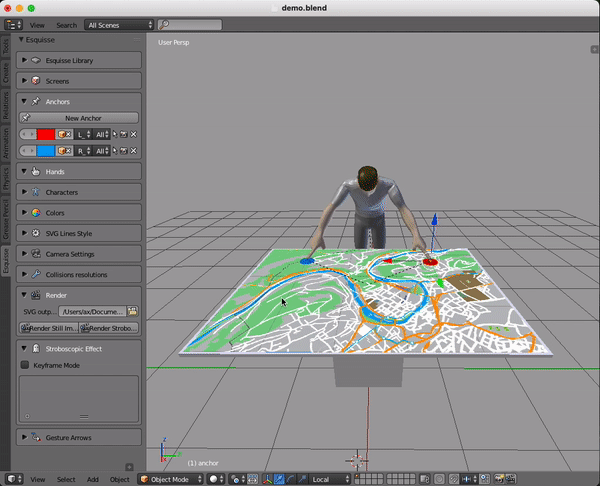 demo.blend
View Search All Scenes
Tools
Create
Relations
Animation
Physics
Grease Pencil
Esquisse
Esquisse
Esquisse Library
Screens
Anchors
New Anchor
L_ All
R_ All
Hands
Characters
Colors
SVG Lines Style
Camera Settings
Collisions resolutions
Render
SVG outp... /Users/ax/Docume...
Render Still Im... Render Strobo...
Stroboscopic Effect
Keyframe Mode
Gesture Arrows
User Persp
(1) anchor
View Select Add Object Object Mode Local